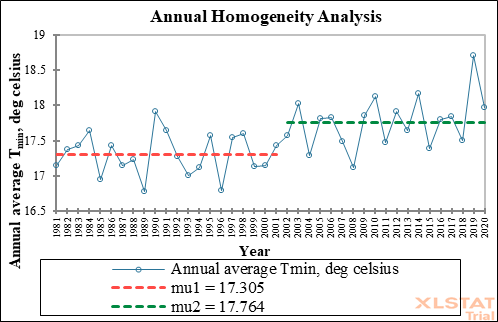 Annual Homogeneity Analysis
Annual average Tmin, deg celsius
19
18.5
18
17.5
17
16.5
1981 1982 1983 1984 1985 1986 1987 1988 1989 1990 1991 1992 1993 1994 1995 1996 1997 1998 1999 2000 2001 2002 2003 2004 2005 2006 2007 2008 2009 2010 2011 2012 2013 2014 2015 2016 2017 2018 2019 2020
Year
Annual average Tmin, deg celsius
mu1 = 17.305
mu2 = 17.764
XLSTAT
Trial